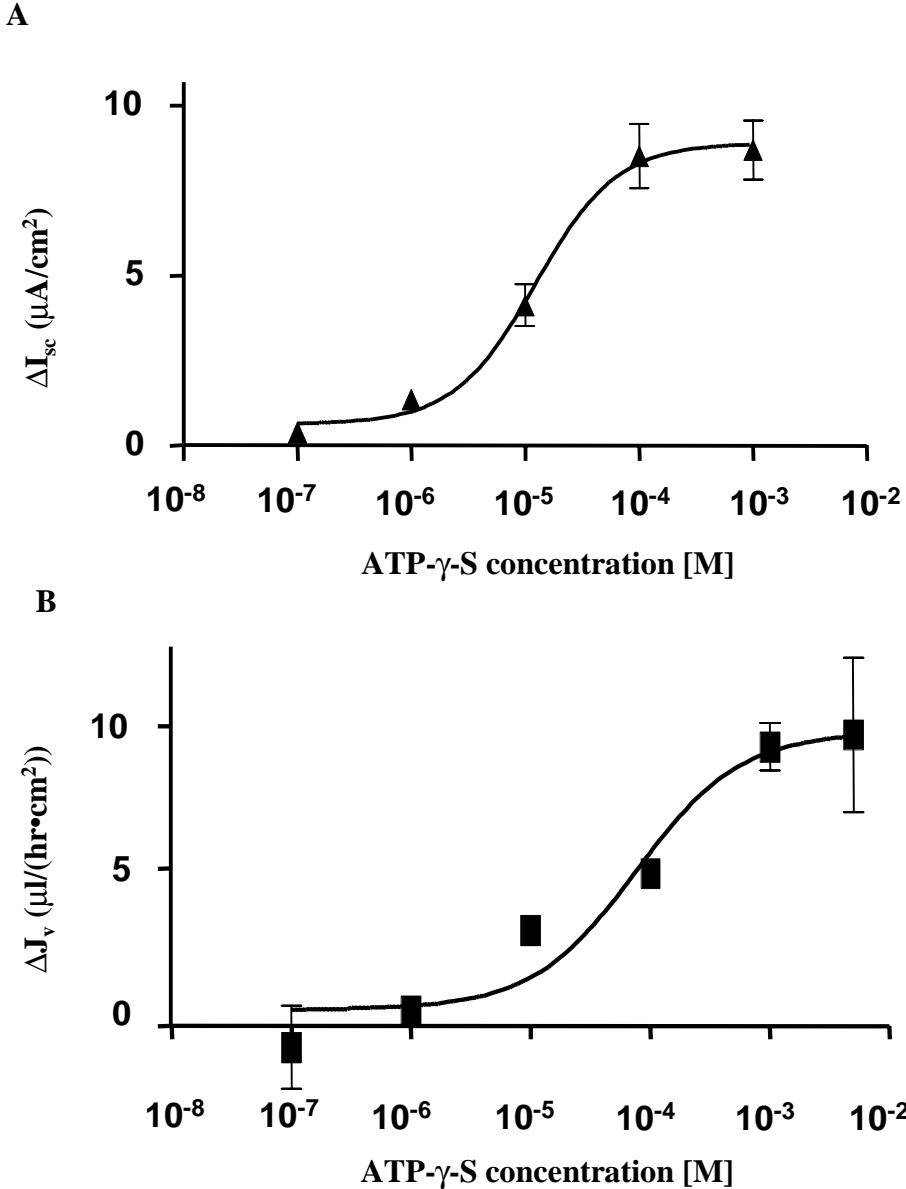 A
10
5
0
ΔIsc (μA/cm²)
10⁻⁸ 10⁻⁷ 10⁻⁶ 10⁻⁵ 10⁻⁴ 10⁻³ 10⁻²
ATP-γ-S concentration [M]
B
10
5
0
ΔJv (μl/(hr•cm²))
10⁻⁸ 10⁻⁷ 10⁻⁶ 10⁻⁵ 10⁻⁴ 10⁻³ 10⁻²
ATP-γ-S concentration [M]